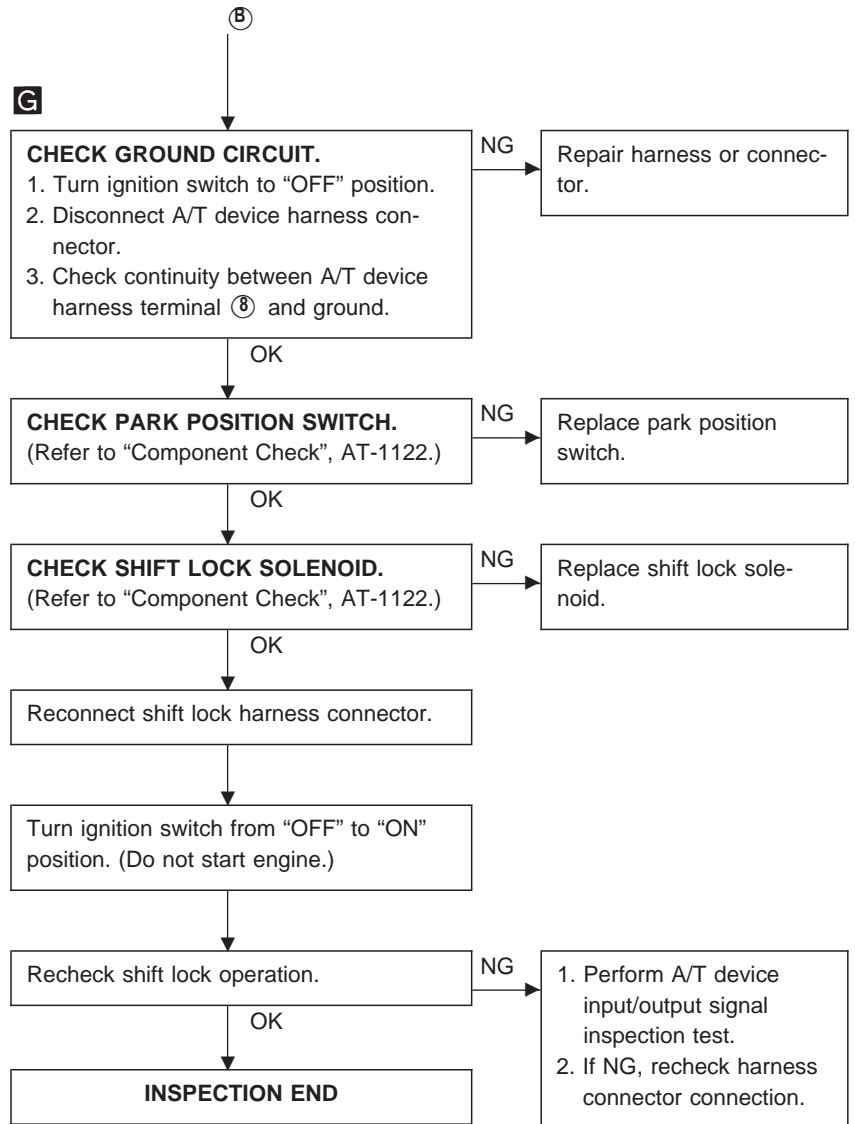 B
G
CHECK GROUND CIRCUIT.
1. Turn ignition switch to “OFF” position.
2. Disconnect A/T device harness con-
nector.
3. Check continuity between A/T device
harness terminal ⑧ and ground.
NG
Repair harness or connec-
tor.
OK
CHECK PARK POSITION SWITCH.
(Refer to “Component Check”, AT-1122.)
NG
Replace park position
switch.
OK
CHECK SHIFT LOCK SOLENOID.
(Refer to “Component Check”, AT-1122.)
NG
Replace shift lock sole-
noid.
OK
Reconnect shift lock harness connector.
Turn ignition switch from “OFF” to “ON”
position. (Do not start engine.)
Recheck shift lock operation.
NG
1. Perform A/T device
input/output signal
inspection test.
2. If NG, recheck harness
connector connection.
OK
INSPECTION END